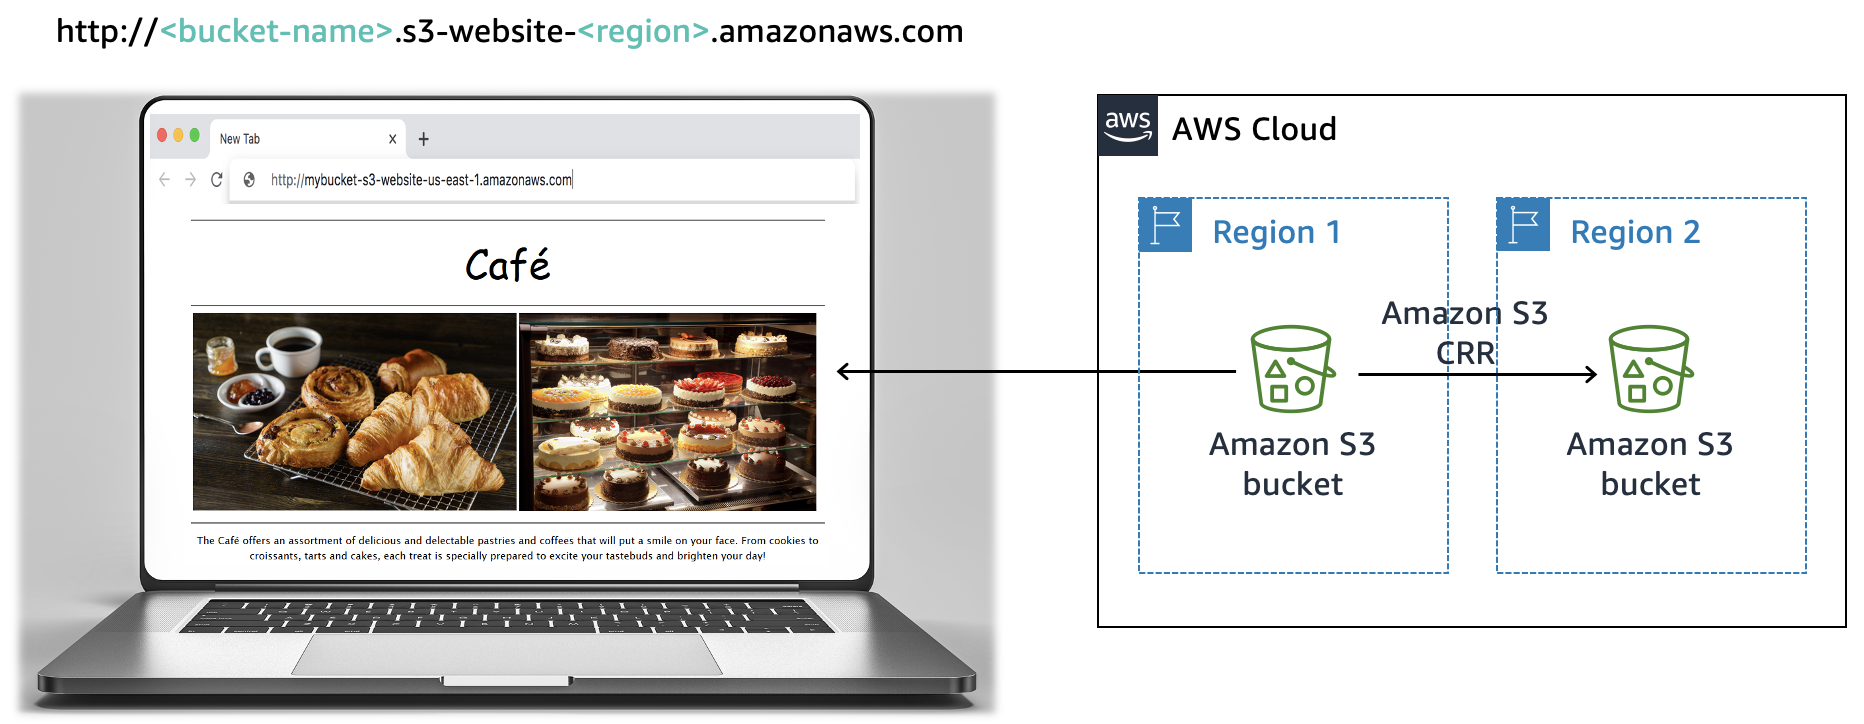 http://<bucket-name>.s3-website-<region>.amazonaws.com
New Tab
x
+
http://mybucket-s3-website-us-east-1.amazonaws.com
Café
The Café offers an assortment of delicious and delectable pastries and coffees that will put a smile on your face. From cookies to
croissants, tarts and cakes, each treat is specially prepared to excite your tastebuds and brighten your day!
aws
AWS Cloud
Region 1
Region 2
Amazon S3
CRR
Amazon S3
bucket
Amazon S3
bucket